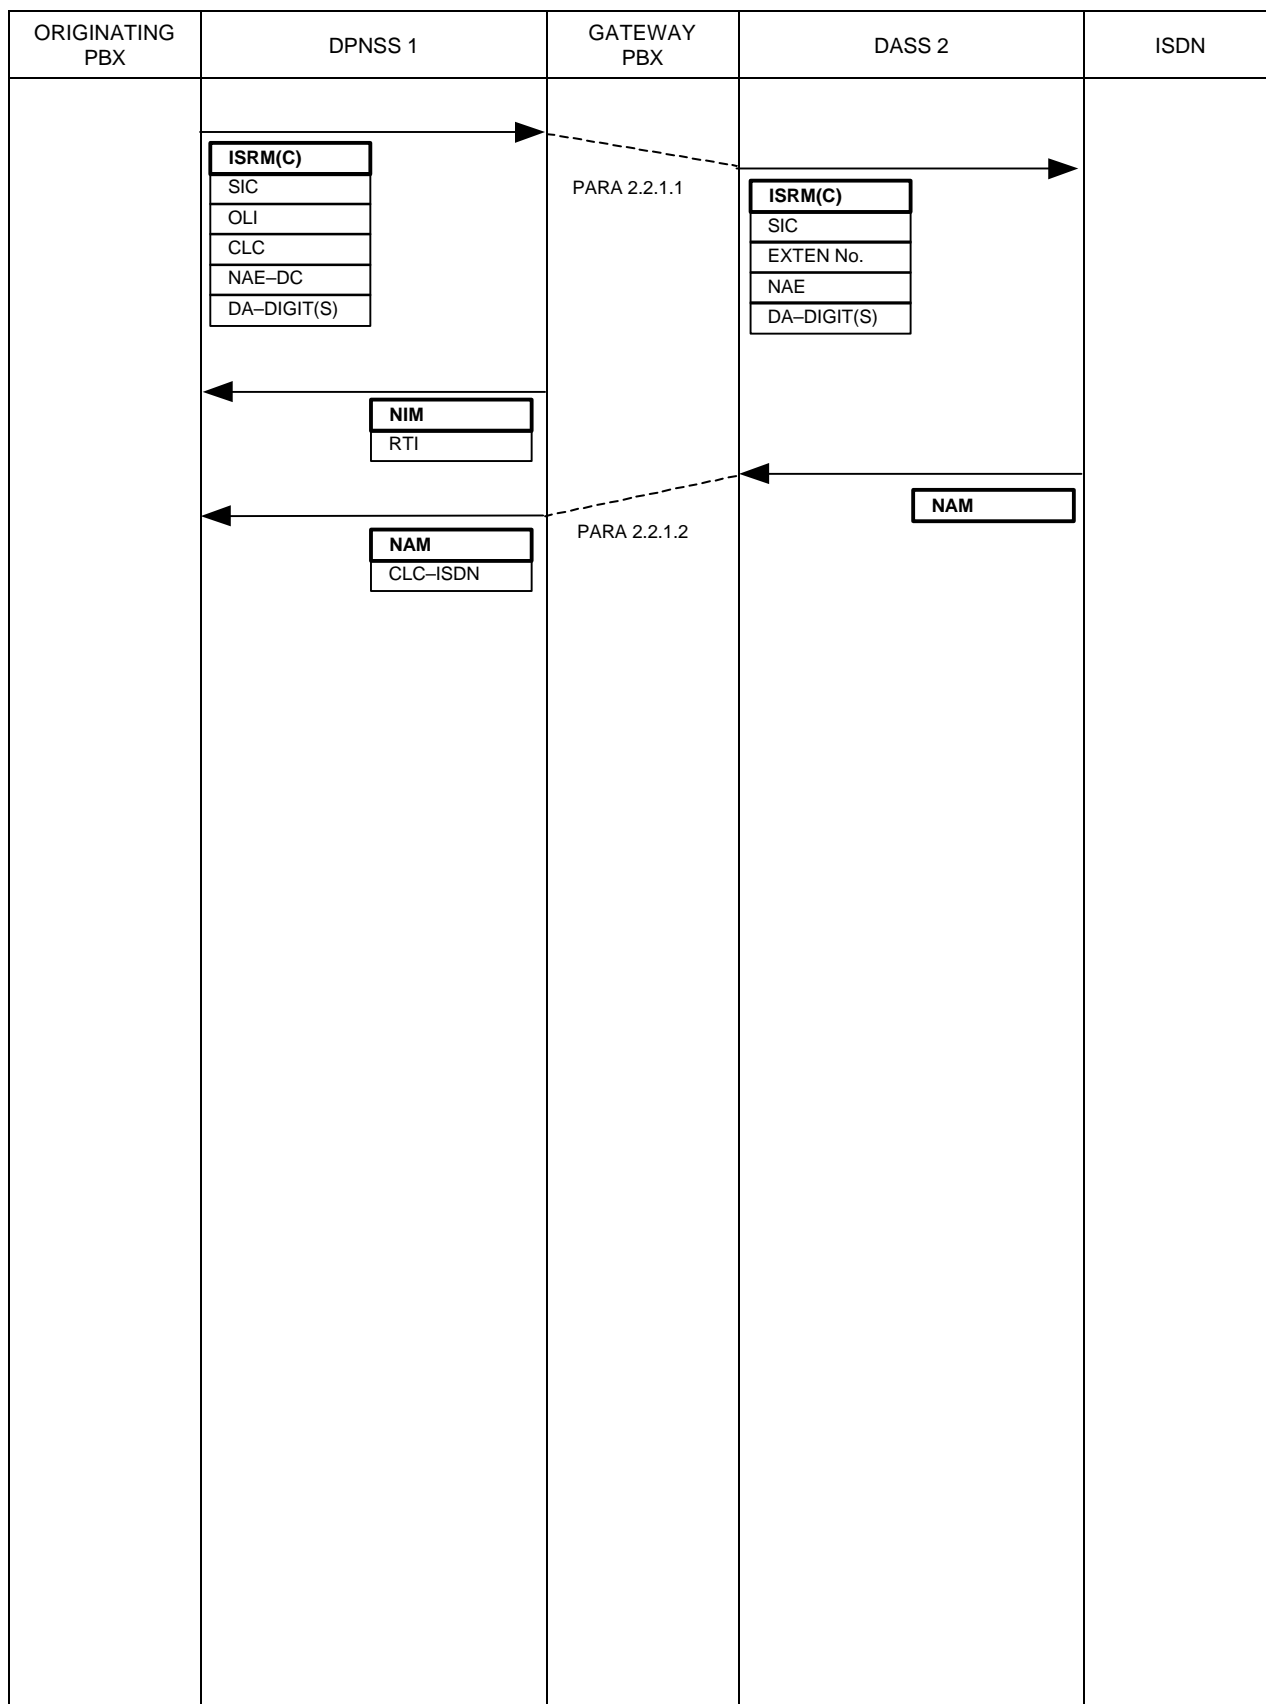 ORIGINATING
PBX
DPNSS 1
GATEWAY
PBX
DASS 2
ISDN
ISRM(C)
SIC
OLI
CLC
NAE–DC
DA–DIGIT(S)
PARA 2.2.1.1
ISRM(C)
SIC
EXTEN No.
NAE
DA–DIGIT(S)
NIM
RTI
NAM
NAM
CLC–ISDN
PARA 2.2.1.2